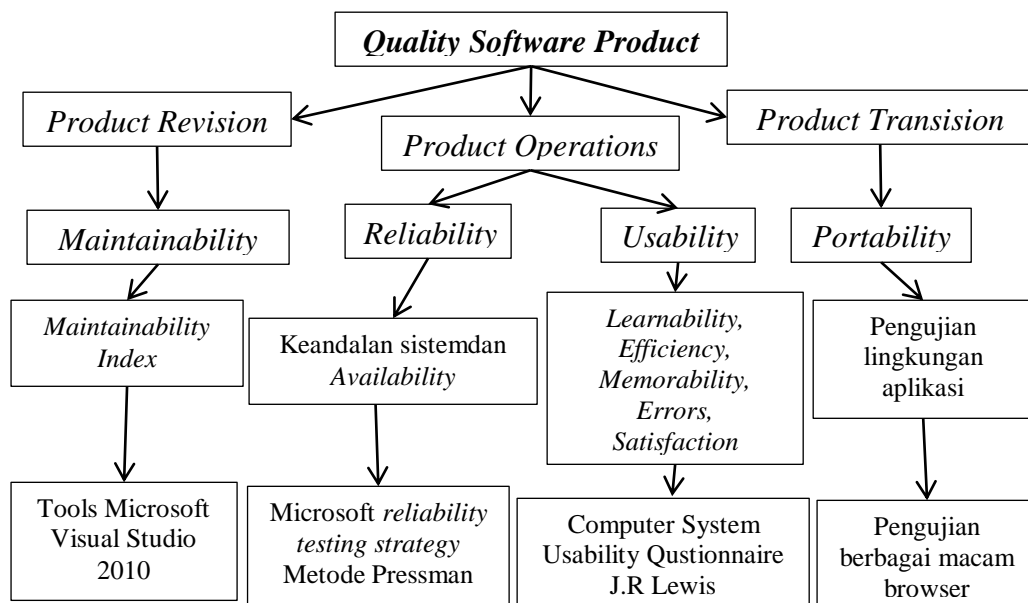 Quality Software Product
Product Revision
Product Operations
Product Transision
Maintainability
Reliability
Usability
Portability
Maintainability
Index
Keandalan sistemdan
Availability
Learnability,
Efficiency,
Memorability,
Errors,
Satisfaction
Pengujian
lingkungan
aplikasi
Tools Microsoft
Visual Studio
2010
Microsoft reliability
testing strategy
Metode Pressman
Computer System
Usability Qustionnaire
J.R Lewis
Pengujian
berbagai macam
browser